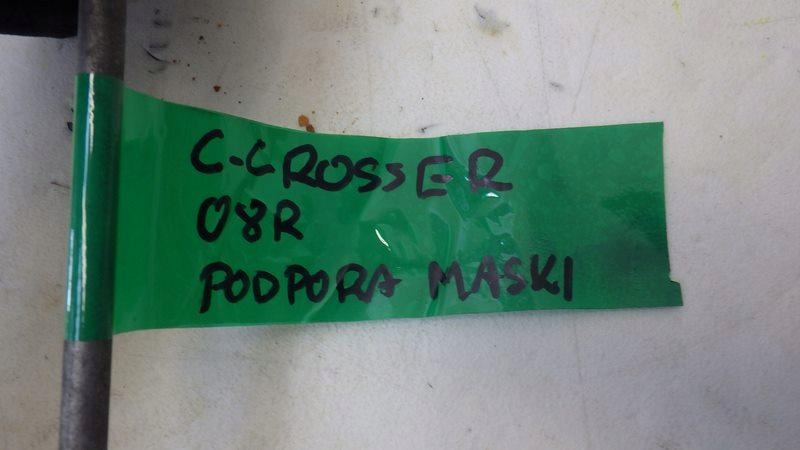 C-CROSSER
08R
PODPORA MASKI